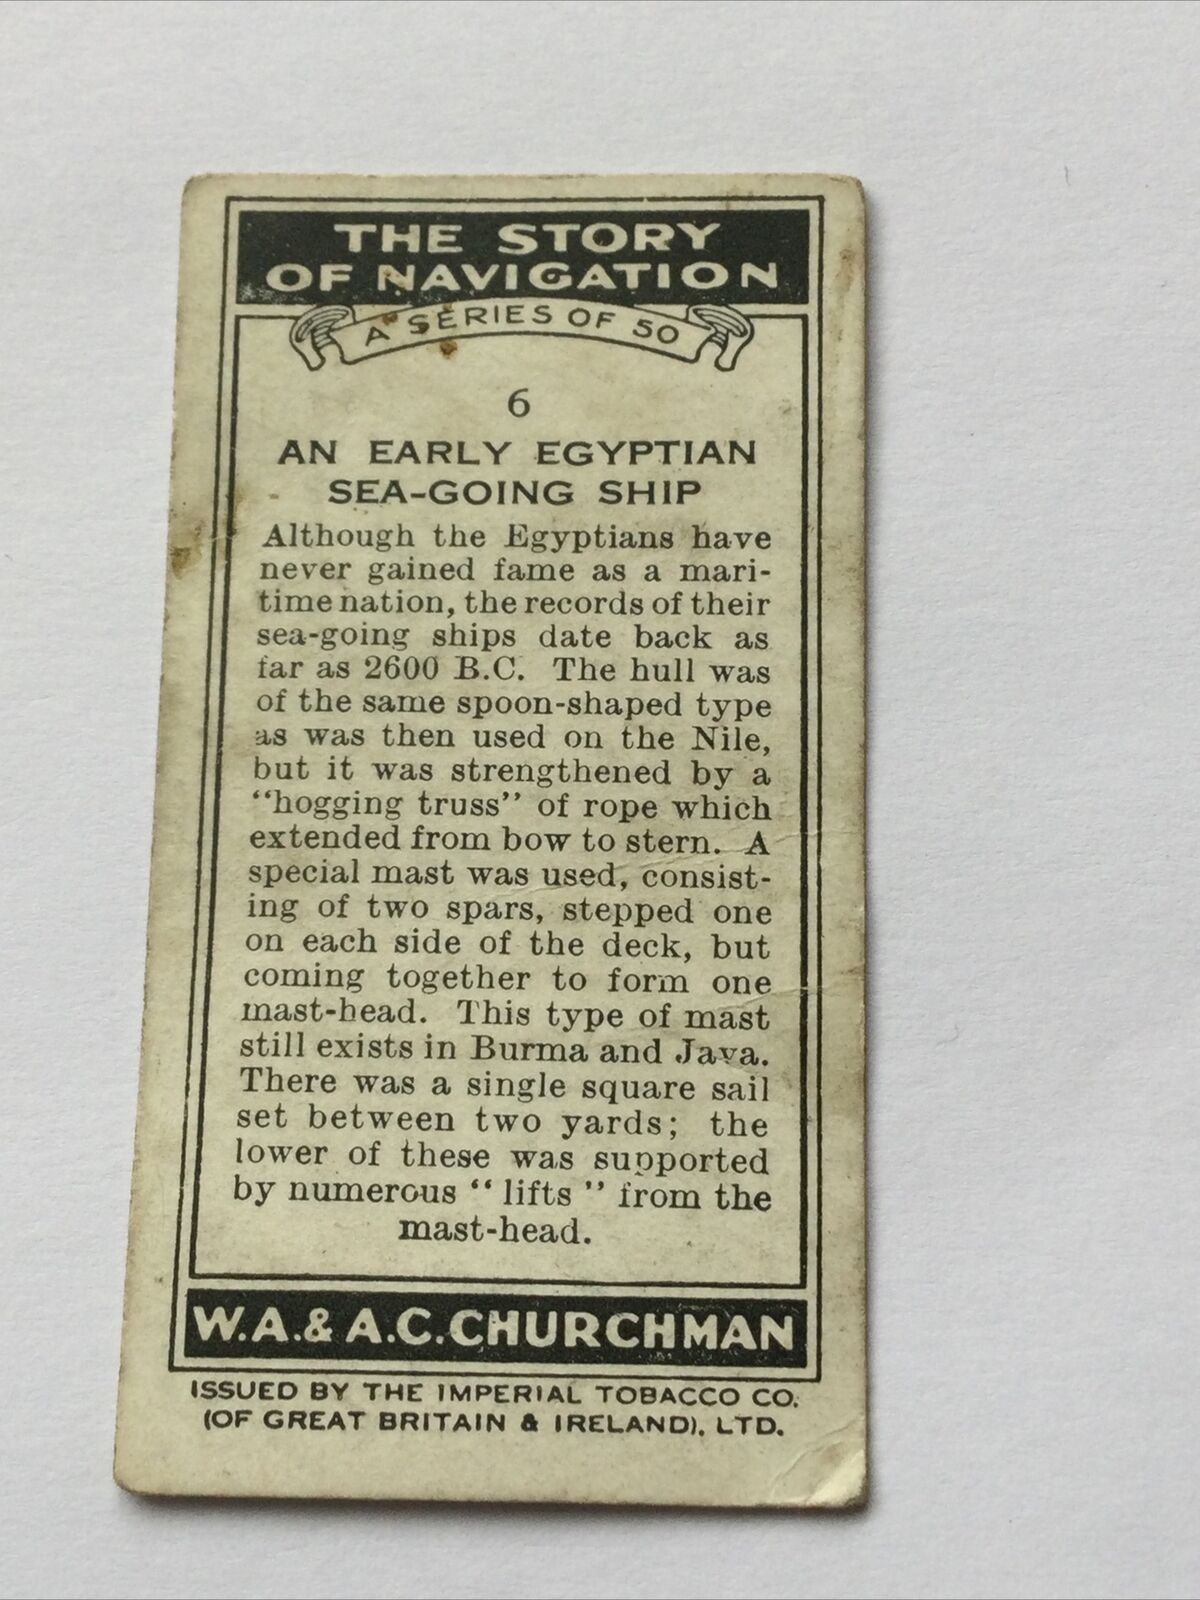 THE STORY
OF NAVIGATION
A SERIES OF 50
6
AN EARLY EGYPTIAN
SEA-GOING SHIP
Although the Egyptians have
never gained fame as a mari-
time nation, the records of their
sea-going ships date back as
far as 2600 B.C. The hull was
of the same spoon-shaped type
as was then used on the Nile,
but it was strengthened by a
“hogging truss” of rope which
extended from bow to stern. A
special mast was used, consist-
ing of two spars, stepped one
on each side of the deck, but
coming together to form one
mast-head. This type of mast
still exists in Burma and Java.
There was a single square sail
set between two yards; the
lower of these was supported
by numerous “ lifts ” from the
mast-head.
W.A.& A.C.CHURCHMAN
ISSUED BY THE IMPERIAL TOBACCO CO.
(OF GREAT BRITAIN & IRELAND), LTD.